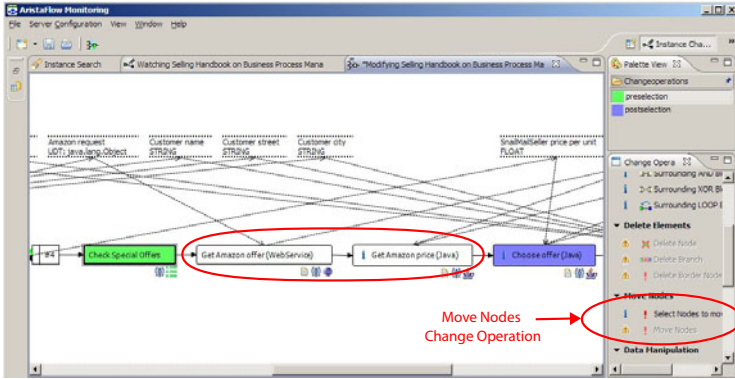 AristaFlow Monitoring
File Server Configuration View Window Help
Instance Cha...
Instance Search
Watching Selling Handbook on Business Process Mana
*Modifying Selling Handbook on Business Process Ma
Palette View
Changeoperations
preselection
postselection
Amazon request
UDT: java.lang.Object
Customer name
STRING
Customer street
STRING
Customer city
STRING
SnailMailSeller price per unit
FLOAT
#4
Check Special Offers
Get Amazon offer (WebService)
Get Amazon price (Java)
Choose offer (Java)
Change Opera
Surrounding AND Bl
Surrounding XOR Bl
Surrounding LOOP B
Delete Elements
Delete Node
Delete Branch
Delete Border Node
Move Nodes
Select Nodes to mov
Move Nodes
Data Manipulation
Move Nodes
Change Operation